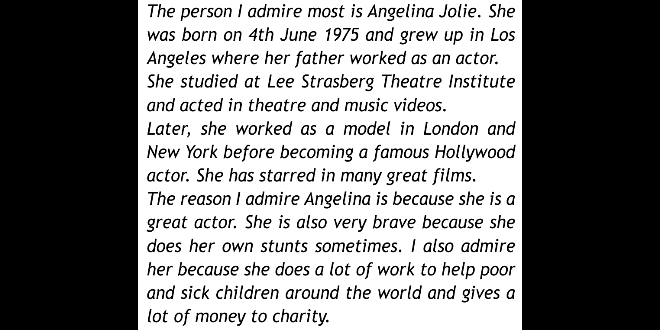 The person I admire most is Angelina Jolie. She
was born on 4th June 1975 and grew up in Los
Angeles where her father worked as an actor.
She studied at Lee Strasberg Theatre Institute
and acted in theatre and music videos.
Later, she worked as a model in London and
New York before becoming a famous Hollywood
actor. She has starred in many great films.
The reason I admire Angelina is because she is a
great actor. She is also very brave because she
does her own stunts sometimes. I also admire
her because she does a lot of work to help poor
and sick children around the world and gives a
lot of money to charity.